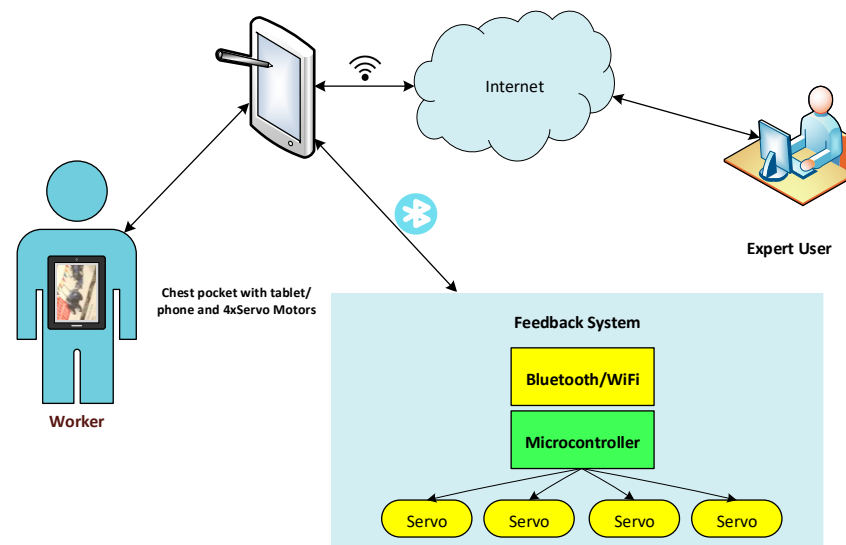 Internet
Expert User
Chest pocket with tablet/
phone and 4xServo Motors
Worker
Feedback System
Bluetooth/WiFi
Microcontroller
Servo
Servo
Servo
Servo